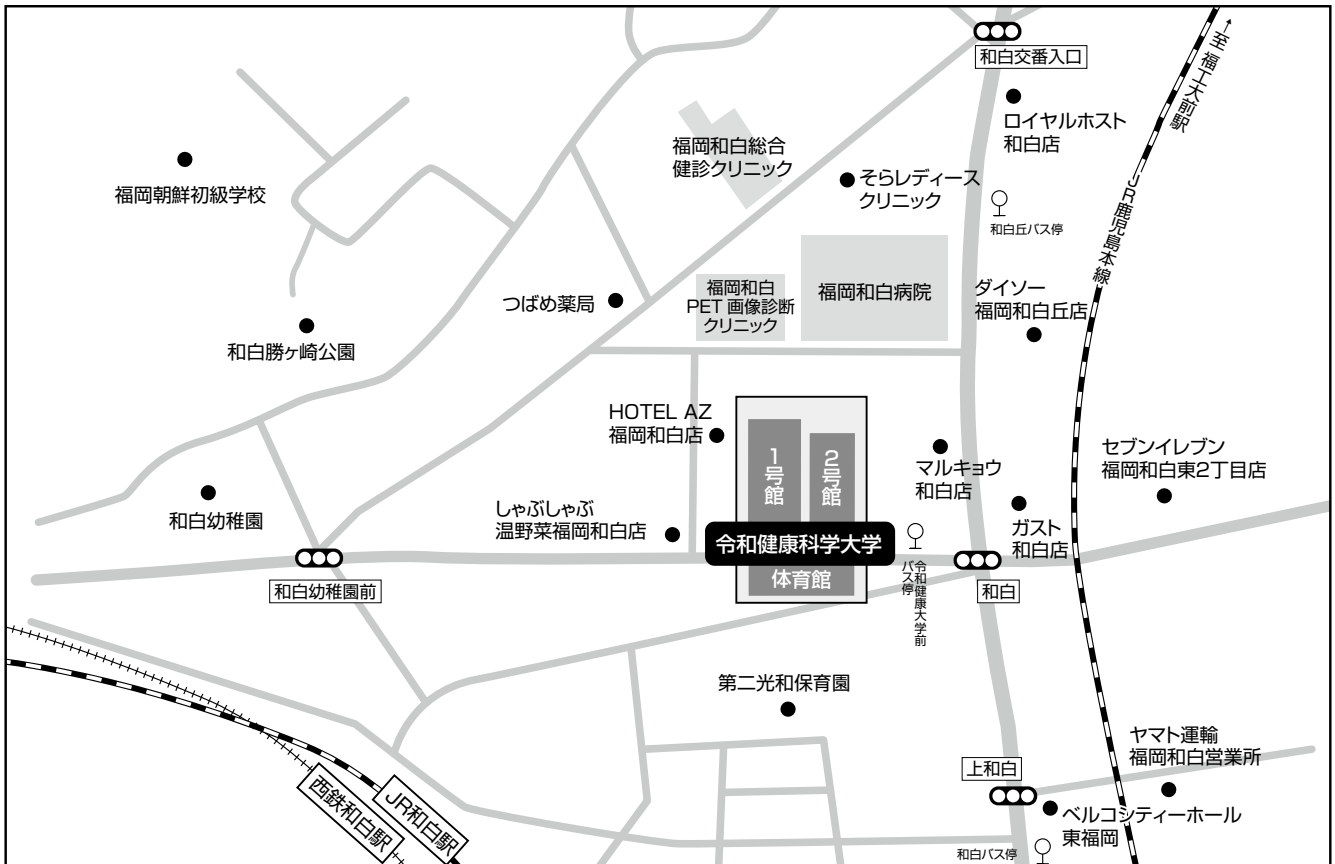 和白交番入口
→至 福工大前駅
ロイヤルホスト
和白店
福岡和白総合
健診クリニック
福岡朝鮮初級学校
そらレディース
クリニック
JR鹿児島本線
和白丘バス停
つばめ薬局
福岡和白
PET 画像診断
クリニック
福岡和白病院
ダイソー
福岡和白丘店
和白勝ヶ崎公園
HOTEL AZ
福岡和白店
1号館
2号館
マルキョウ
和白店
セブンイレブン
福岡和白東2丁目店
和白幼稚園
しゃぶしゃぶ
温野菜福岡和白店
ガスト
和白店
令和健康科学大学
令和健康大学前
バス停
和白幼稚園前
体育館
和白
第二光和保育園
ヤマト運輸
福岡和白営業所
上和白
西鉄和白駅
JR和白駅
ベルコシティーホール
東福岡
和白バス停